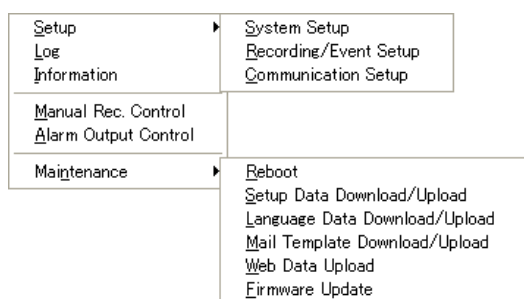 Setup
Log
Information
Manual Rec. Control
Alarm Output Control
Maintenance
System Setup
Recording/Event Setup
Communication Setup
Reboot
Setup Data Download/Upload
Language Data Download/Upload
Mail Template Download/Upload
Web Data Upload
Firmware Update